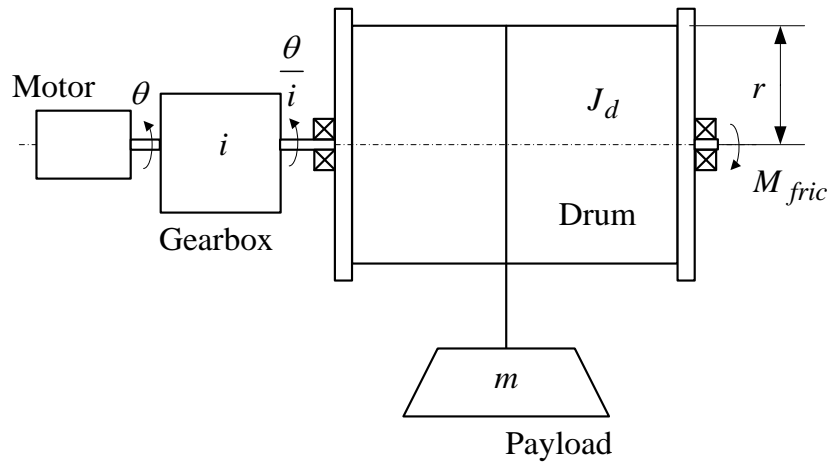 Motor
θ
θ
i
i
Gearbox
J_d
r
M_fric
Drum
m
Payload